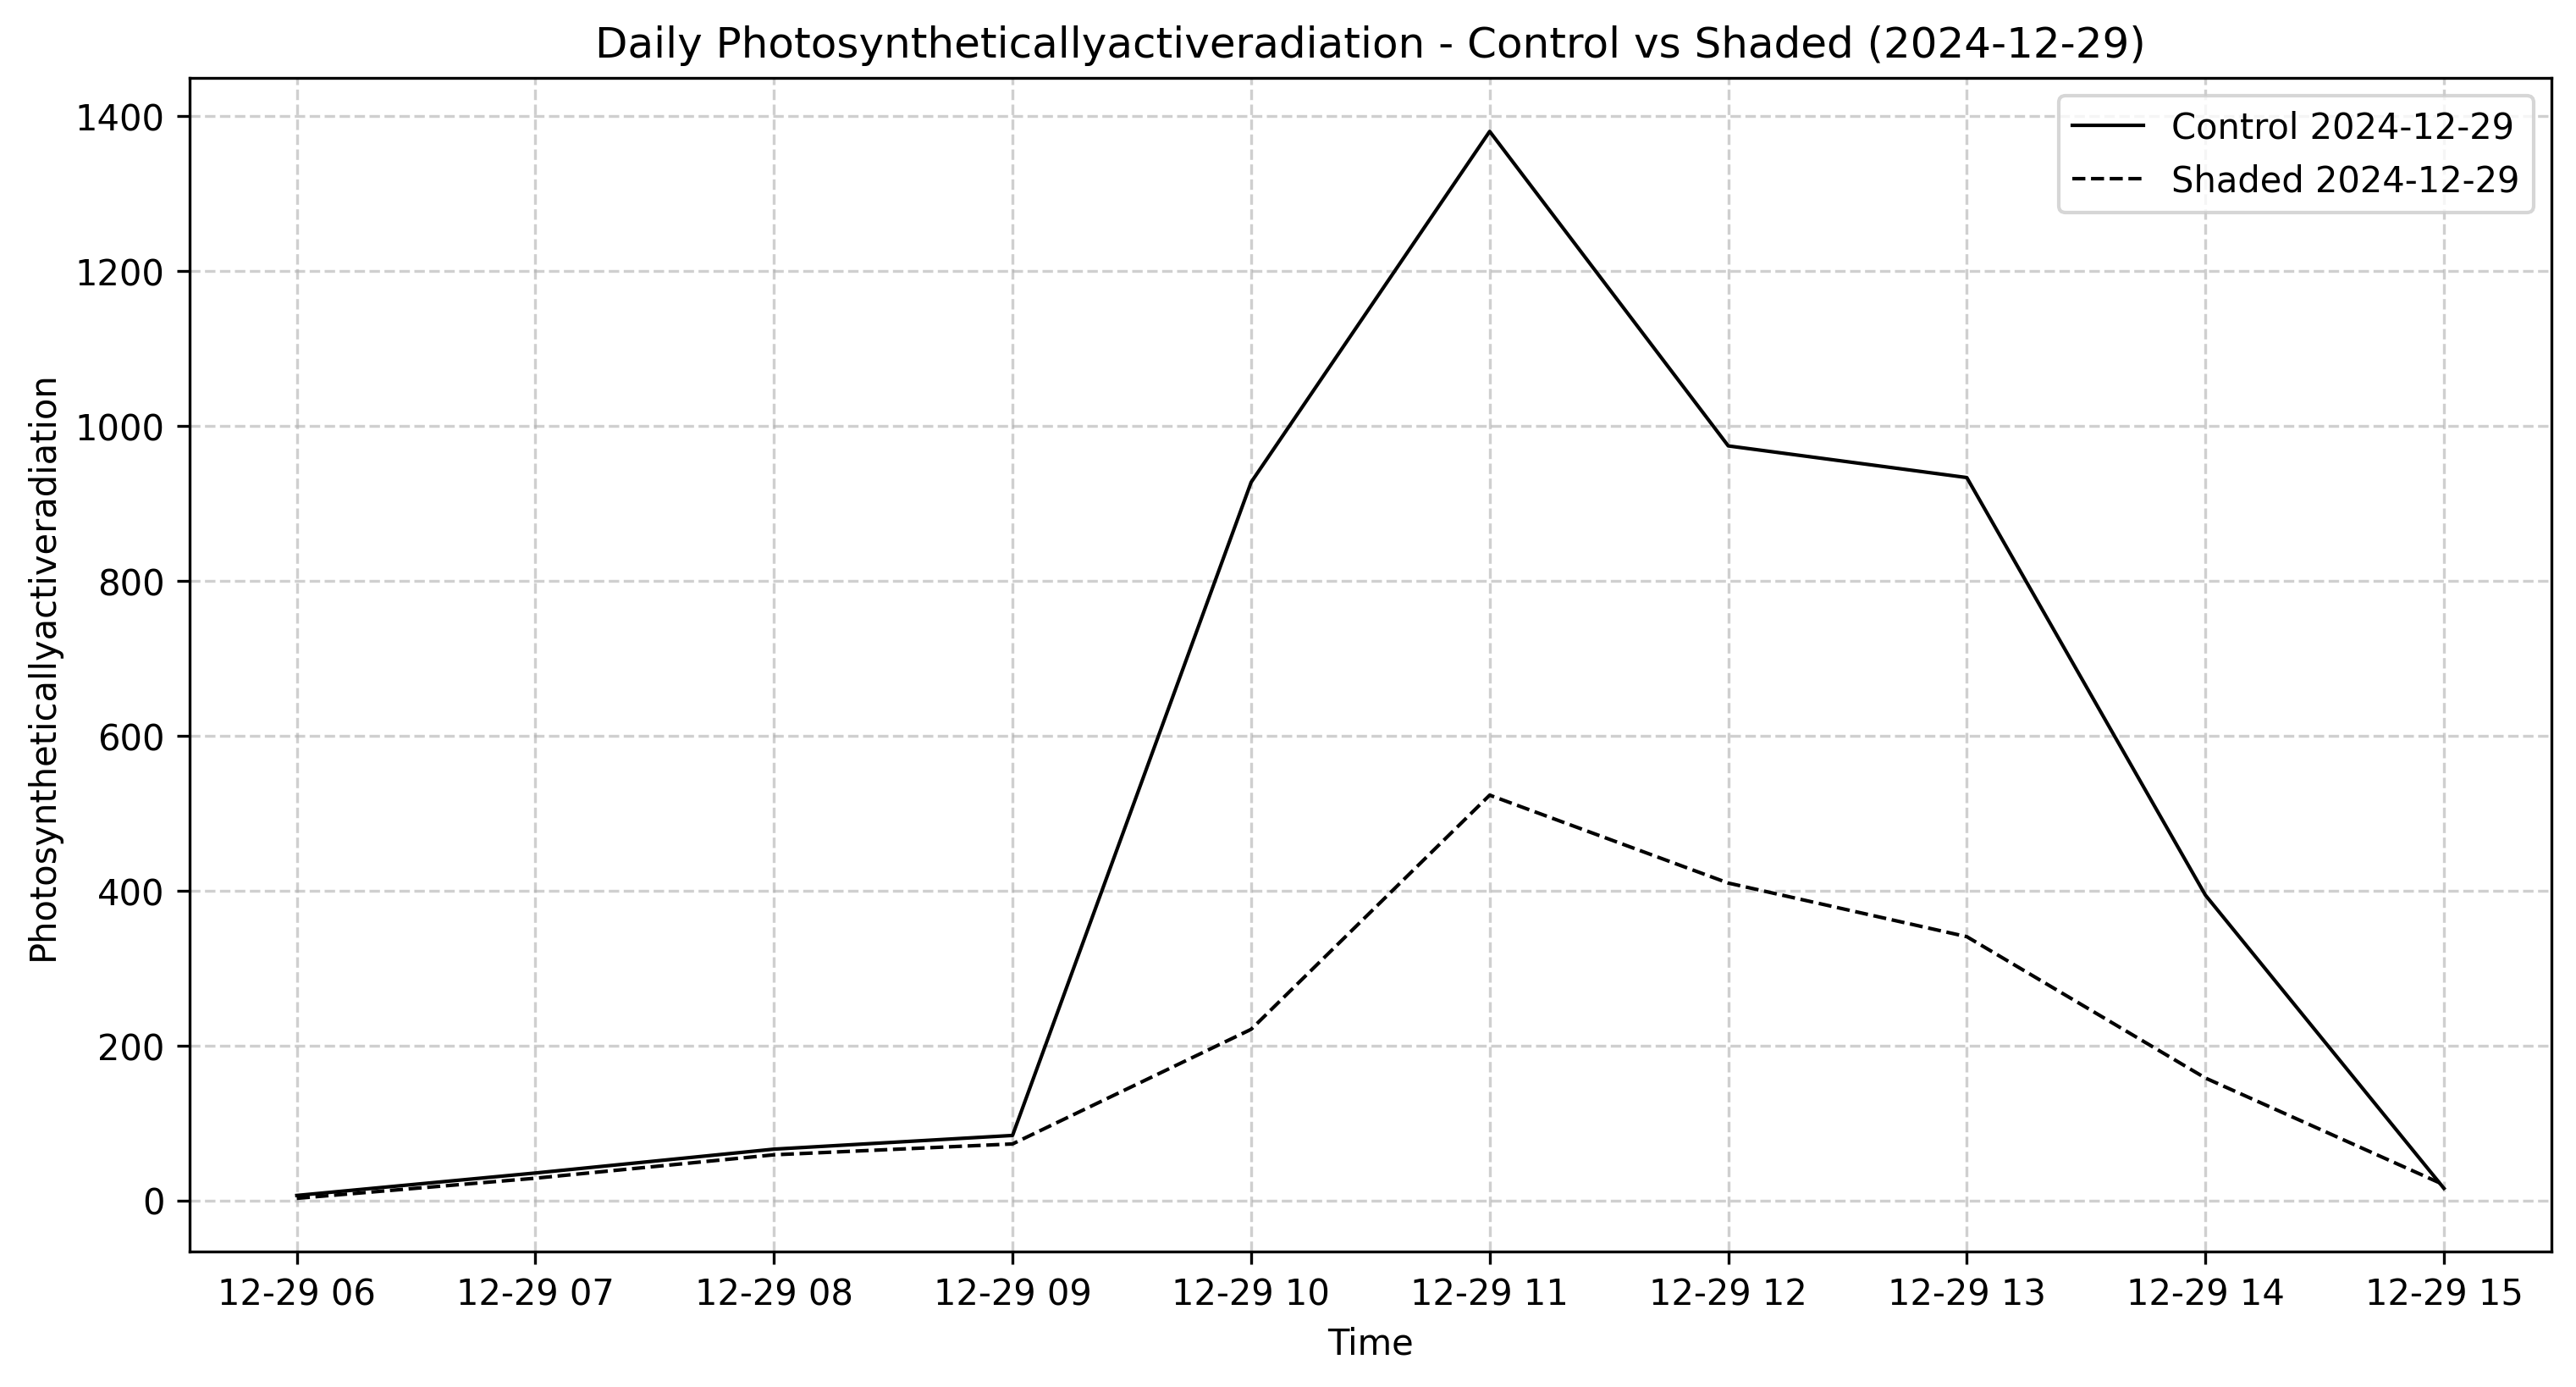 Daily Photosyntheticallyactiveradiation - Control vs Shaded (2024-12-29)
Control 2024-12-29
Shaded 2024-12-29
Photosyntheticallyactiveradiation
1400
1200
1000
800
600
400
200
0
12-29 06 12-29 07 12-29 08 12-29 09 12-29 10 12-29 11 12-29 12 12-29 13 12-29 14 12-29 15
Time